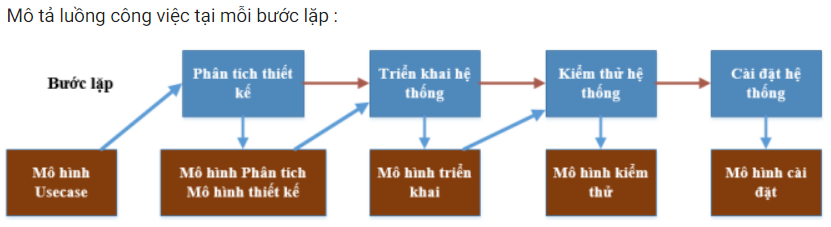 Mô tả luồng công việc tại mỗi bước lặp :
Bước lặp
Phân tích thiết
kế
Triển khai hệ
thống
Kiểm thử hệ
thống
Cài đặt hệ
thống
Mô hình
Usecase
Mô hình Phân tích
Mô hình thiết kế
Mô hình triển
khai
Mô hình kiểm
thử
Mô hình cài
đặt